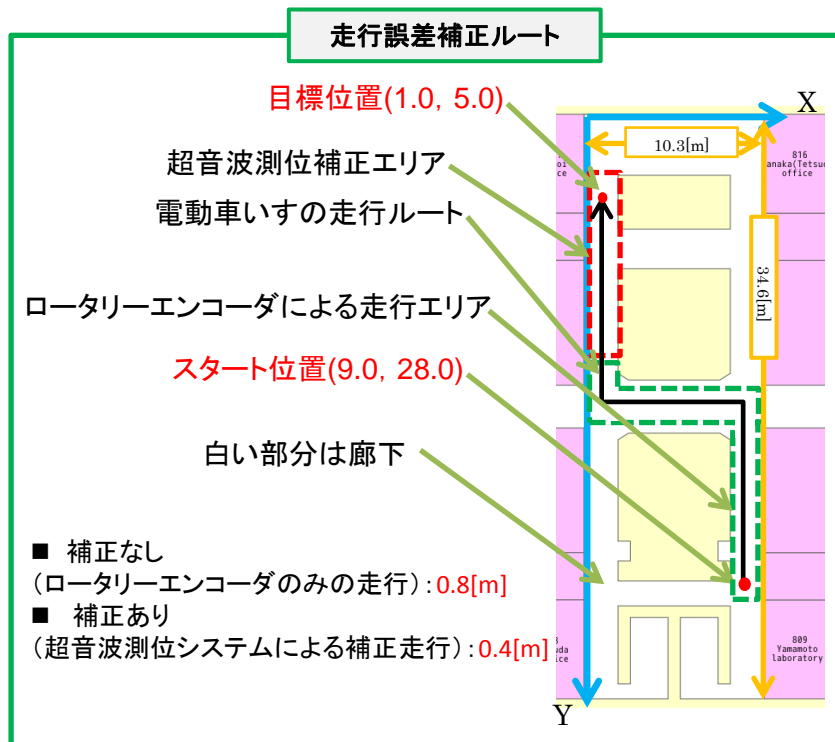 走行誤差補正ルート
目標位置(1.0, 5.0)
超音波測位補正エリア
電動車いすの走行ルート
ロータリーエンコーダによる走行エリア
スタート位置(9.0, 28.0)
白い部分は廊下
■ 補正なし
（ロータリーエンコーダのみの走行）：0.8[m]
■ 補正あり
（超音波測位システムによる補正走行）：0.4[m]
X
10.3[m]
34.6[m]
oi
ce
816
anaka(Tetsuo
office
uda
ice
809
Yamamoto
laboratory
Y